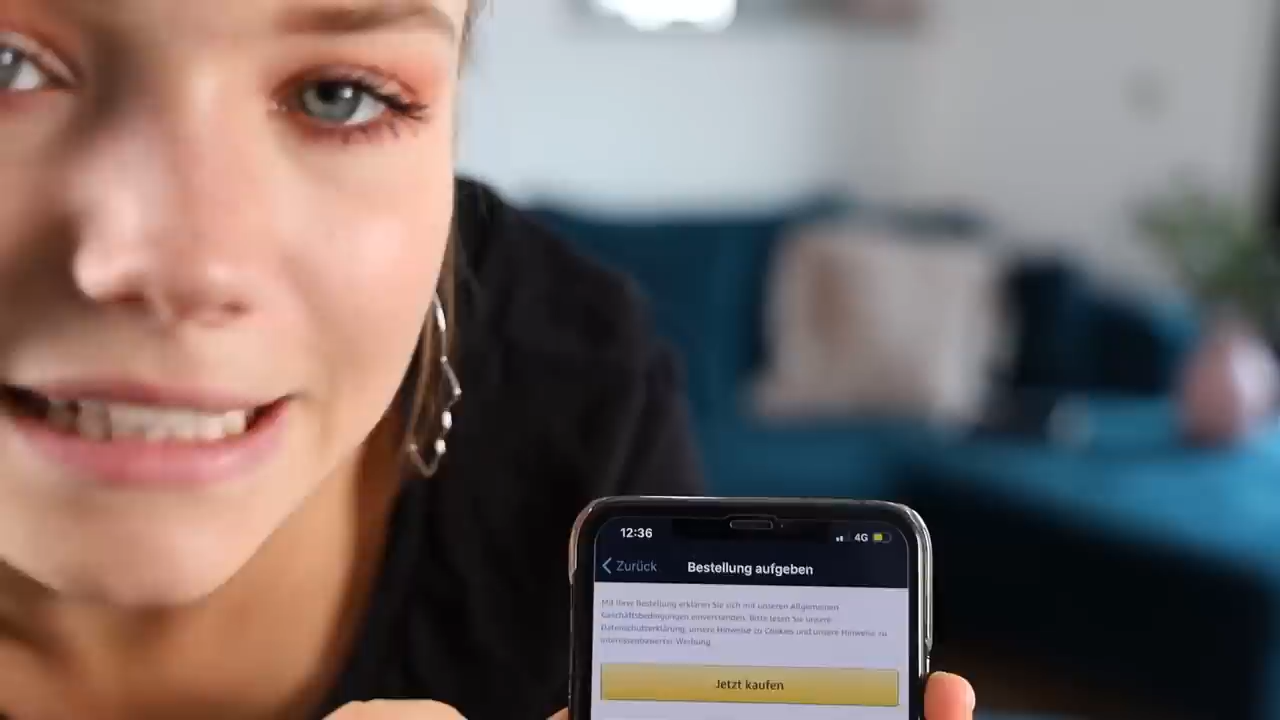 12:36
4G
Zurück
Bestellung aufgeben
Mit Ihrer Bestellung erklären Sie sich mit unseren Allgemeinen
Geschäftsbedingungen einverstanden. Bitte lesen Sie unsere
Datenschutzerklärung, unsere Hinweise zu Cookies und unsere Hinweise zu
interessenbasierter Werbung.
Jetzt kaufen